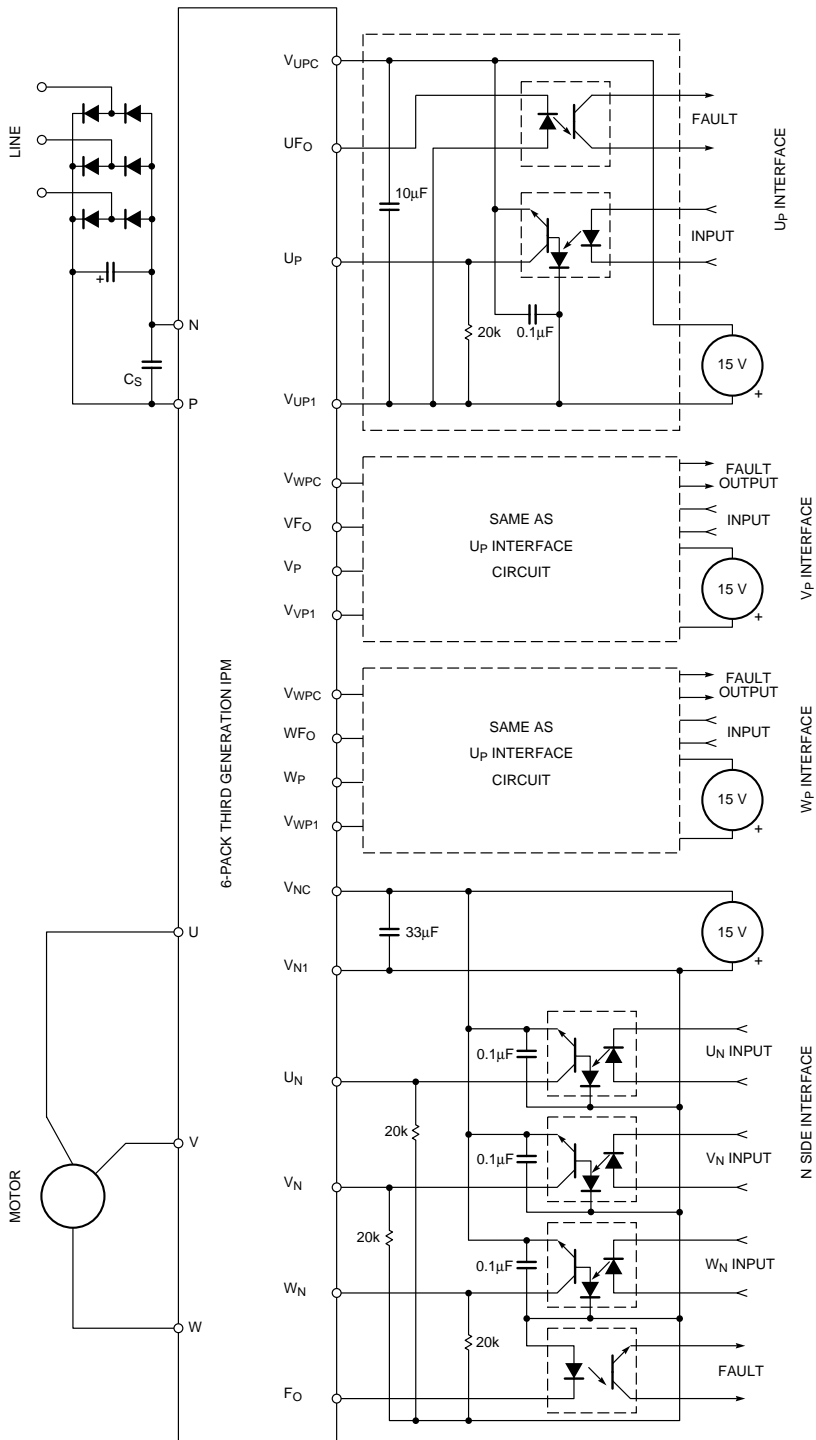 LINE
+
N
CS
P
6-PACK THIRD GENERATION IPM
MOTOR
U
V
W
VUPC
UFO
UP
VUP1
10µF
20k
0.1µF
FAULT
INPUT
15 V
+
UP INTERFACE
VWPC
VFO
VP
VVP1
SAME AS
UP INTERFACE
CIRCUIT
FAULT
OUTPUT
INPUT
15 V
+
VP INTERFACE
VWPC
WFO
WP
VWP1
SAME AS
UP INTERFACE
CIRCUIT
FAULT
OUTPUT
INPUT
15 V
+
WP INTERFACE
VNC
33µF
15 V
+
VN1
0.1µF
UN INPUT
UN
20k
0.1µF
VN INPUT
VN
20k
0.1µF
WN INPUT
WN
20k
FAULT
FO
N SIDE INTERFACE